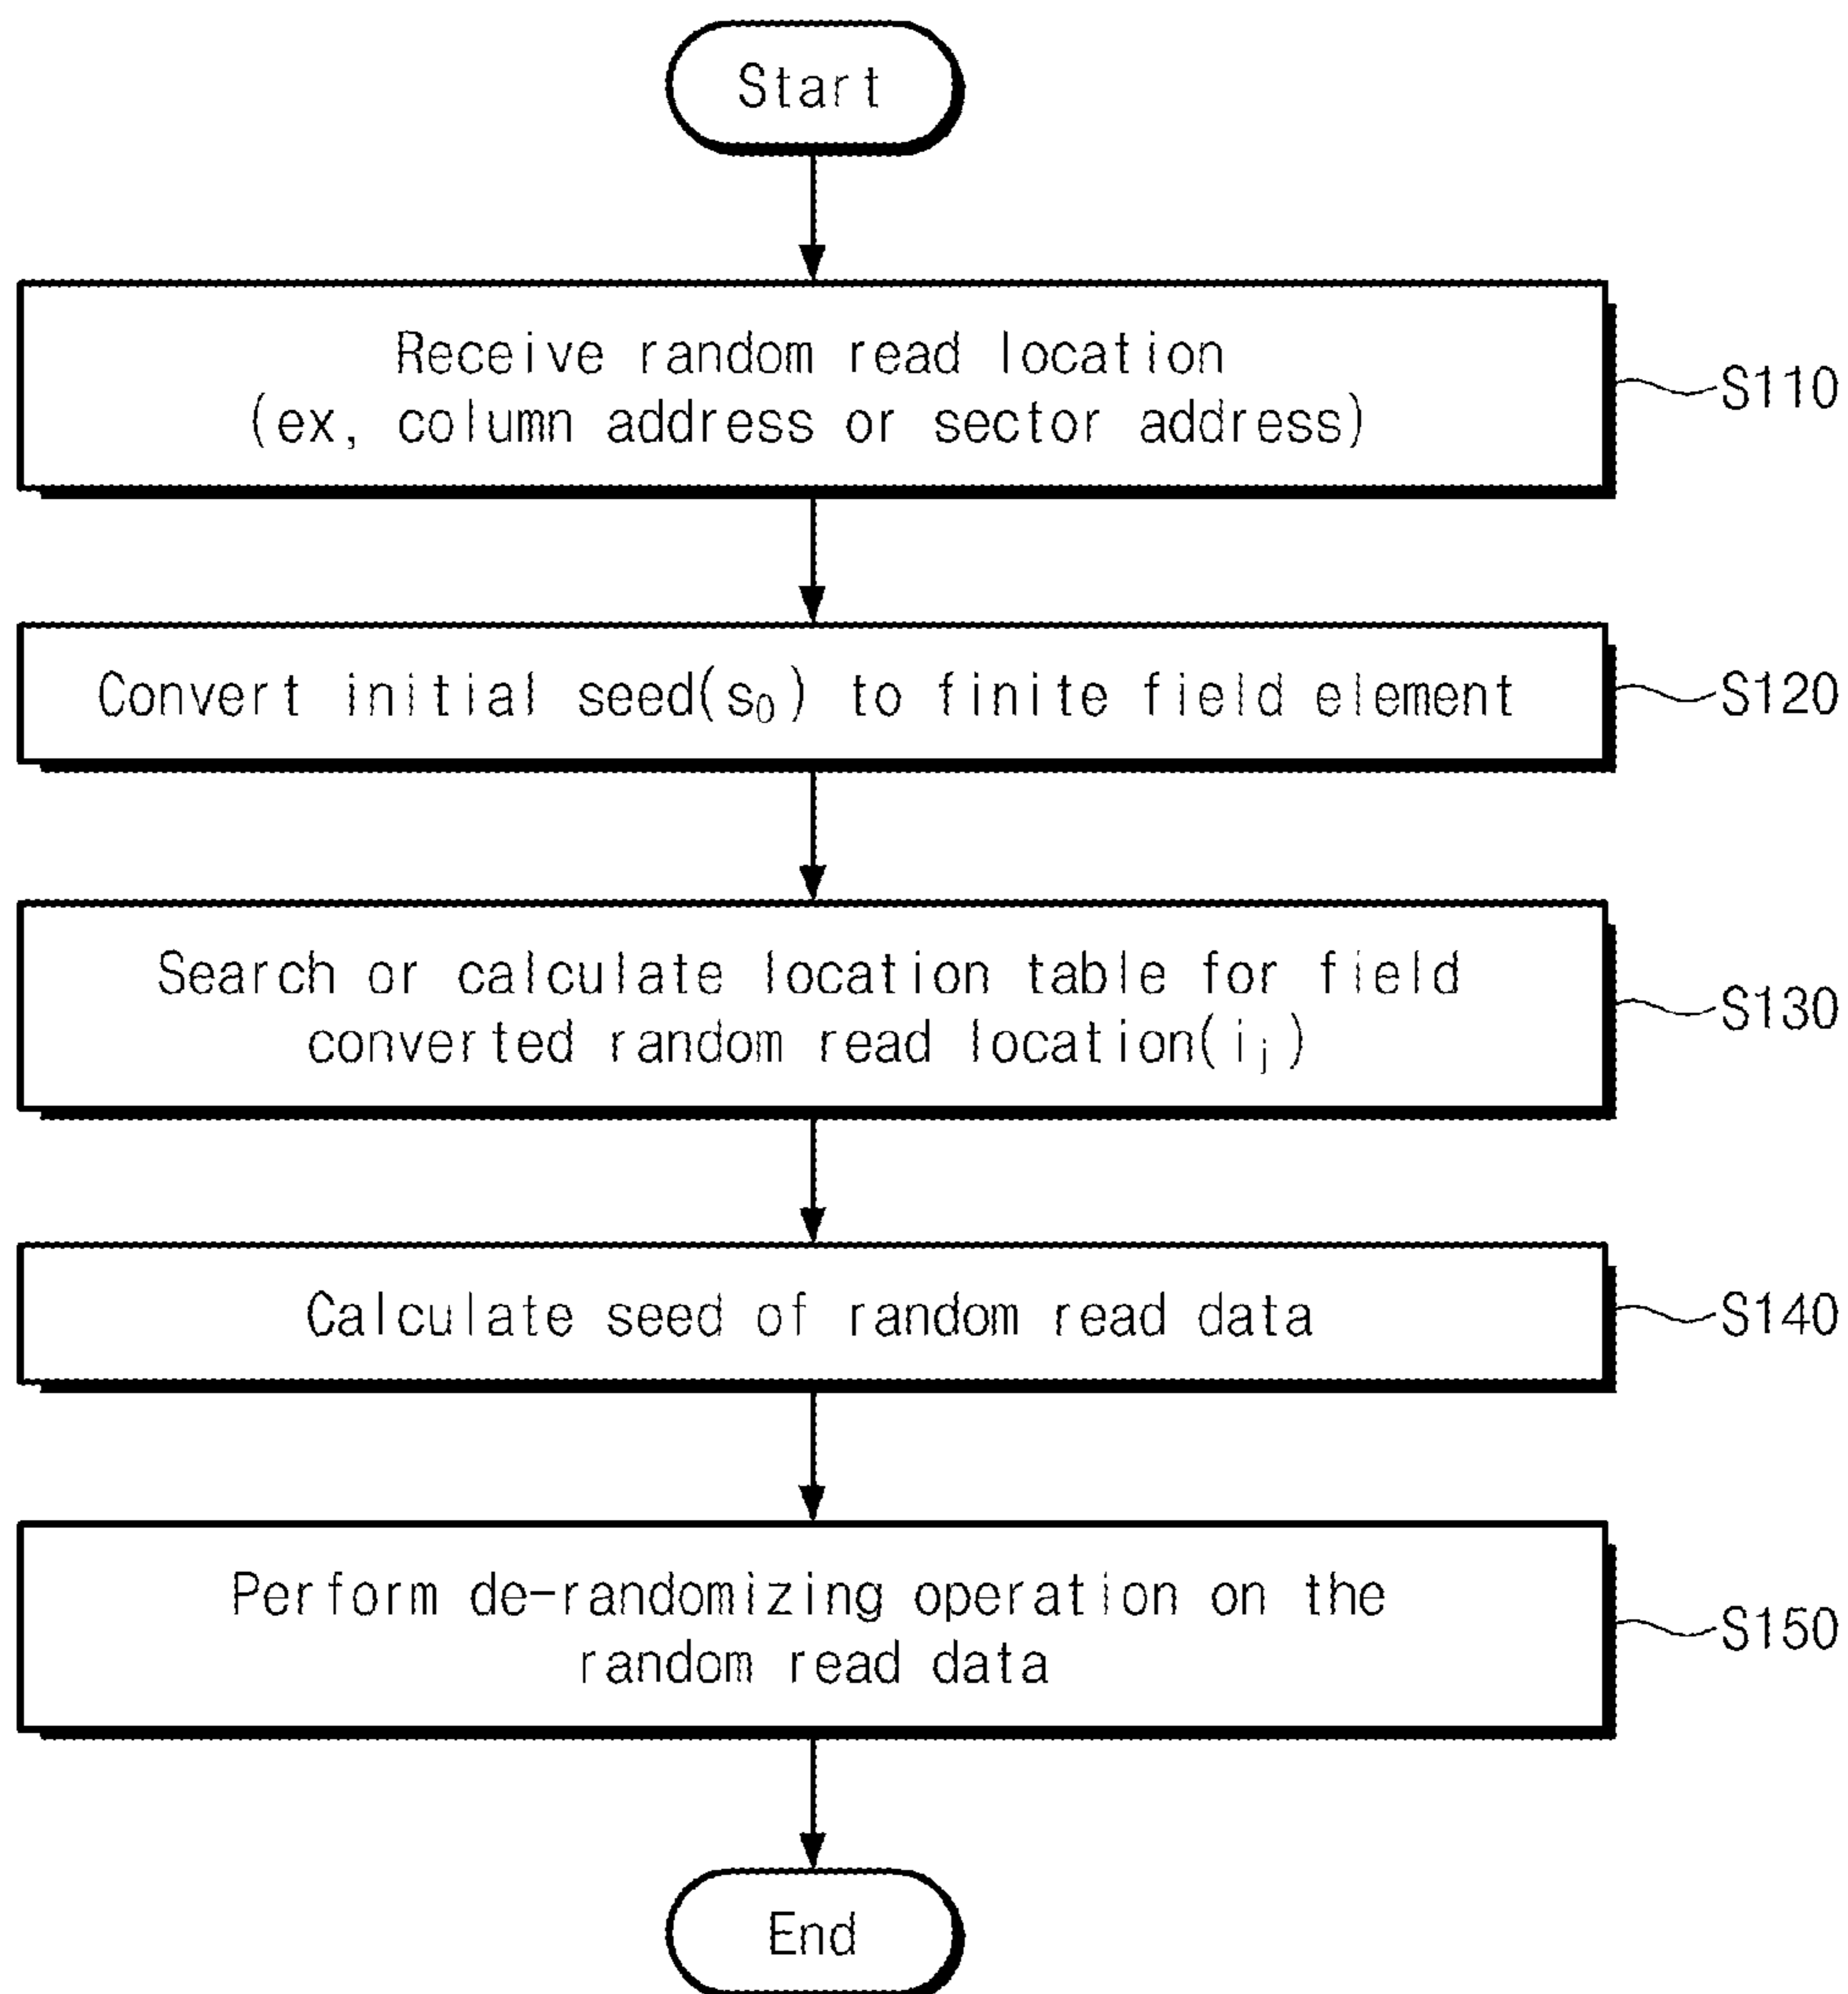 Start
Receive random read location
(ex, column address or sector address)
S110
Convert initial seed(s₀) to finite field element
S120
Search or calculate location table for field
converted random read location(iⱼ)
S130
Calculate seed of random read data
S140
Perform de-randomizing operation on the
random read data
S150
End